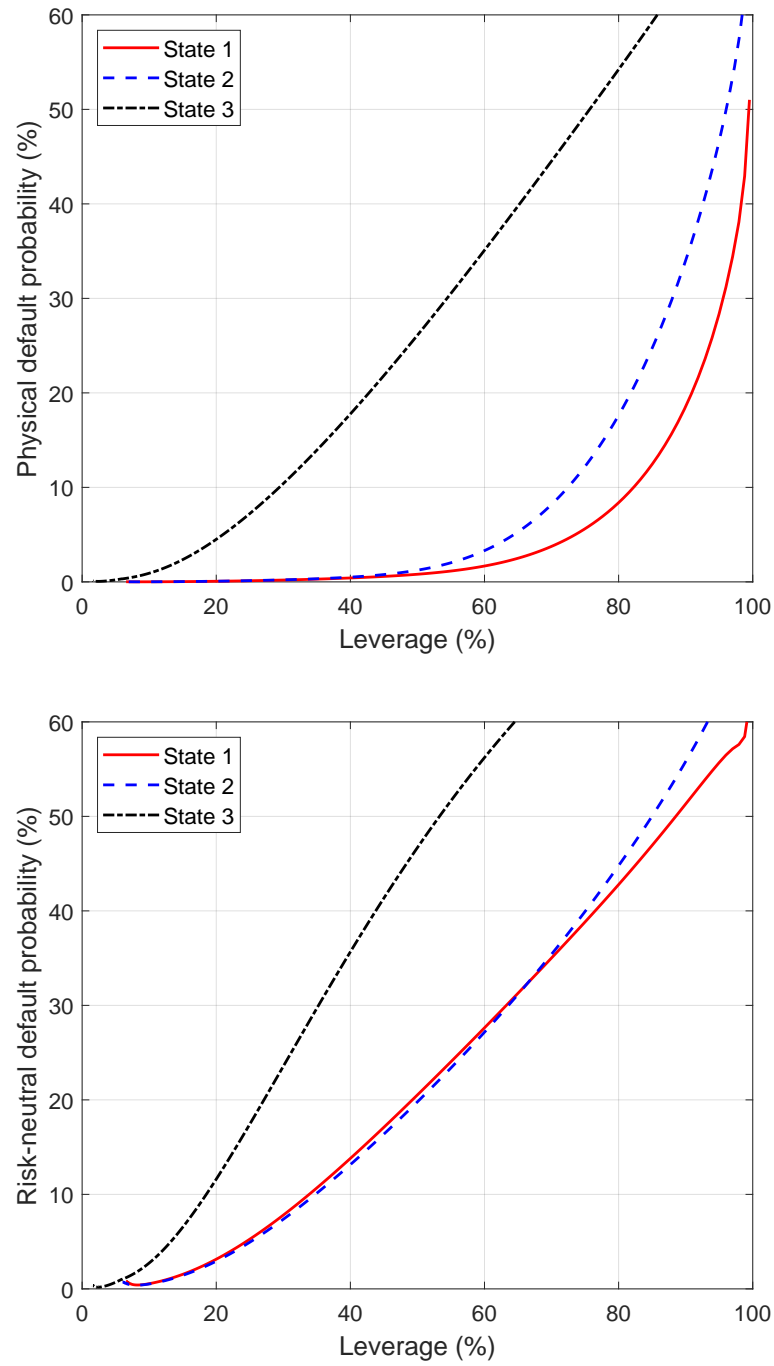 60
50
40
30
20
10
0
Physical default probability (%)
State 1
State 2
State 3
0 20 40 60 80 100
Leverage (%)
60
50
40
30
20
10
0
Risk-neutral default probability (%)
State 1
State 2
State 3
0 20 40 60 80 100
Leverage (%)